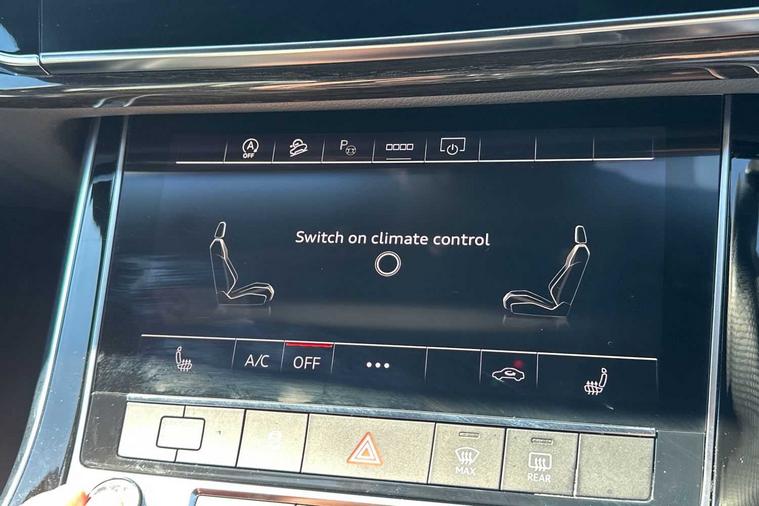 A
OFF
P
Switch on climate control
A/C
OFF
MAX
REAR